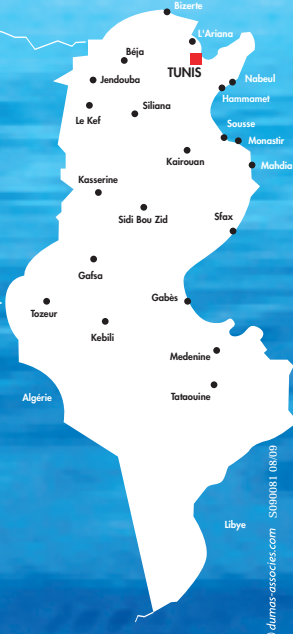 Bizerte
L'Ariana
Béja
TUNIS
Jendouba
Nabeul
Hammamet
Le Kef
Siliana
Sousse
Monastir
Kairouan
Mahdia
Kasserine
Sidi Bou Zid
Sfax
Gafsa
Gabès
Tozeur
Kebili
Medenine
Tataouine
Algérie
Libye
dumas-associes.com S090081 08/09